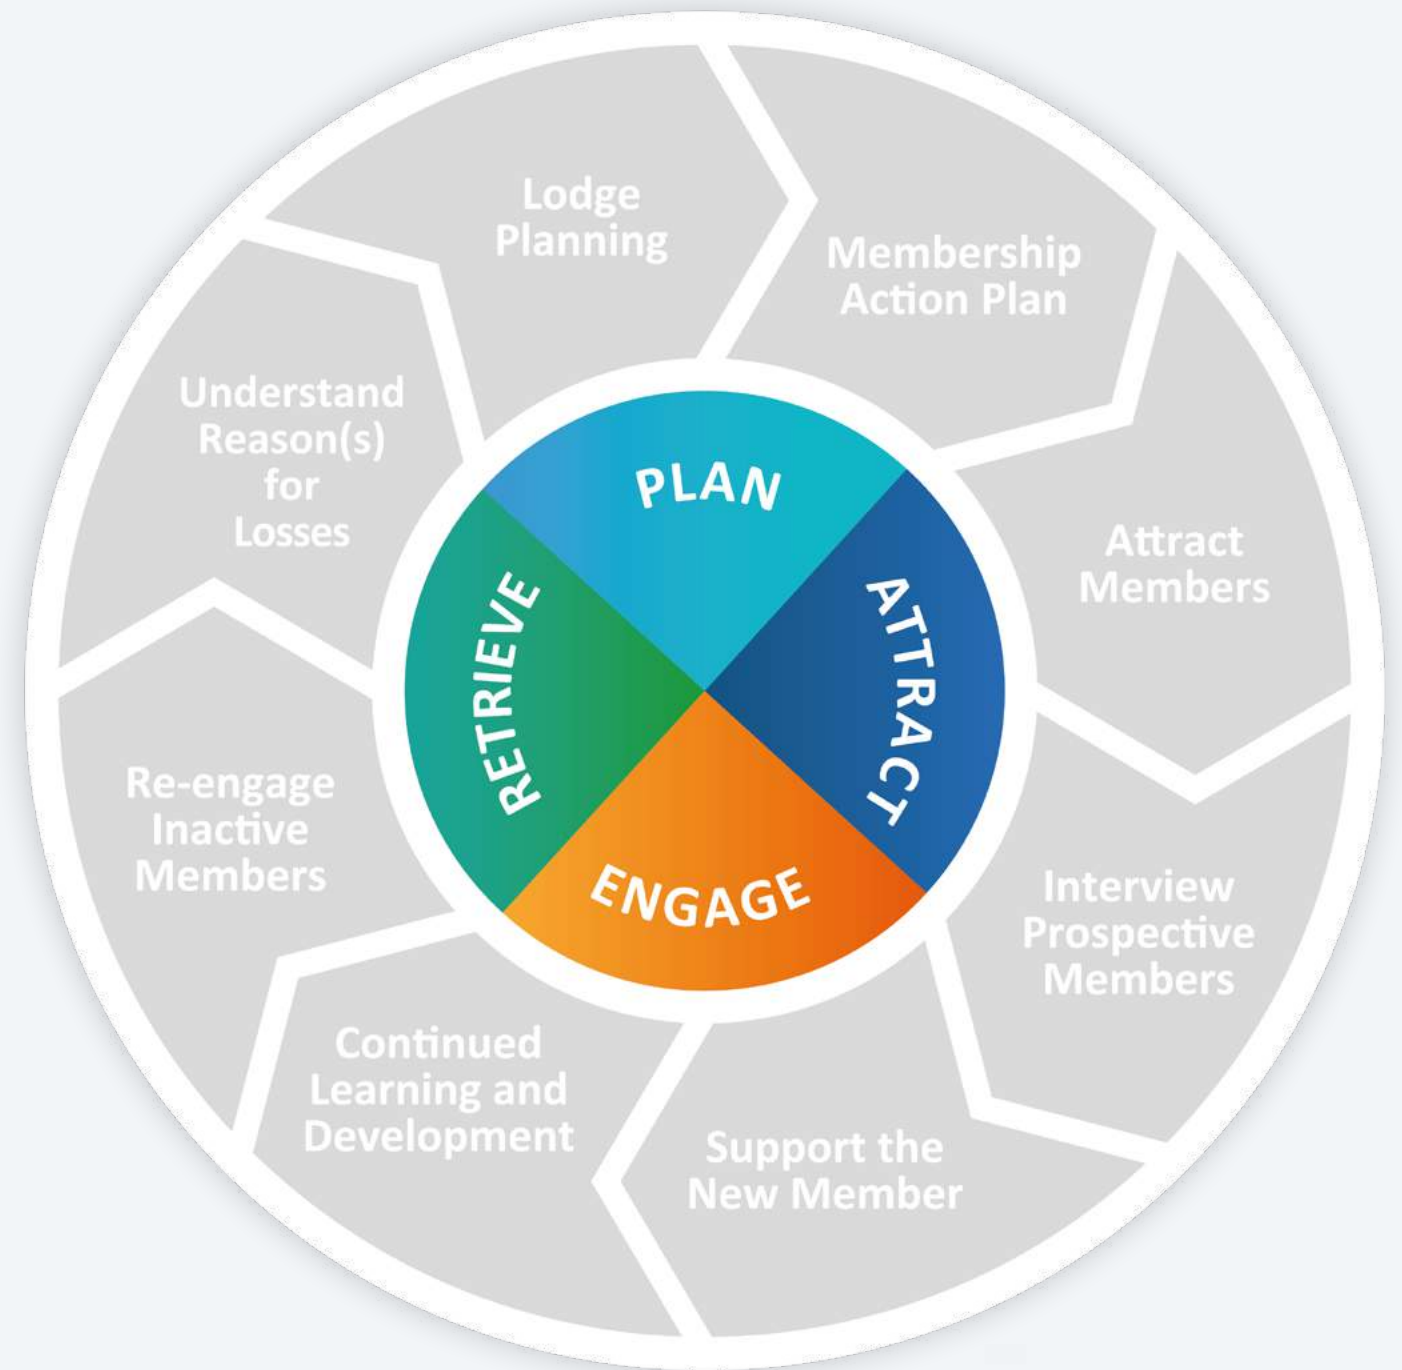 Lodge
Planning
Membership
Action Plan
Attract
Members
Interview
Prospective
Members
Support the
New Member
Continued
Learning and
Development
Re-engage
Inactive
Members
Understand
Reason(s)
for
Losses
PLAN
ATTRACT
ENGAGE
RETRIEVE